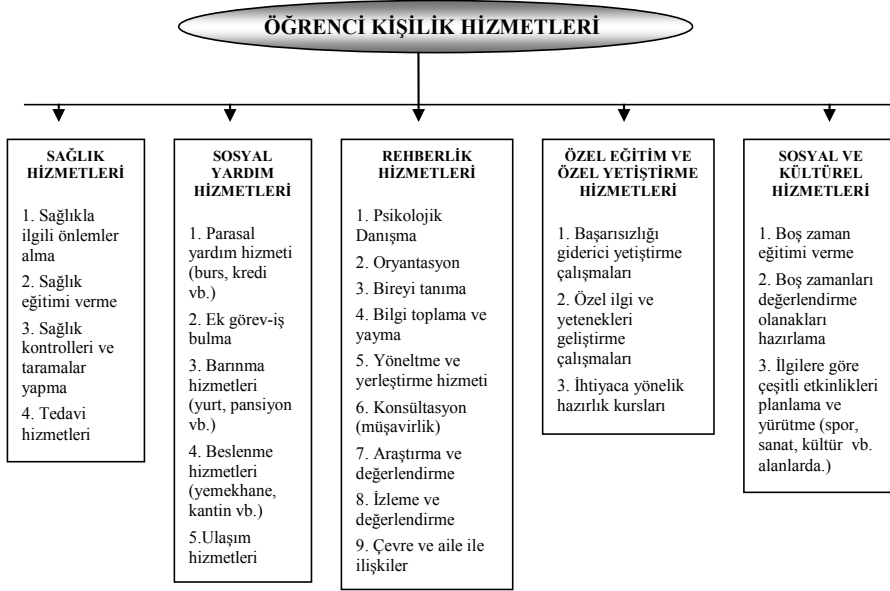 ÖĞRENCİ KİŞİLİK HİZMETLERİ
SAĞLIK
HİZMETLERİ
1. Sağlıkla
ilgili önlemler
alma
2. Sağlık
eğitimi verme
3. Sağlık
kontrolleri ve
taramalar
yapma
4. Tedavi
hizmetleri
SOSYAL
YARDIM
HİZMETLERİ
1. Parasal
yardım hizmeti
(burs, kredi
vb.)
2. Ek görev-iş
bulma
3. Barınma
hizmetleri
(yurt, pansiyon
vb.)
4. Beslenme
hizmetleri
(yemekhane,
kantin vb.)
5.Ulaşım
hizmetleri
REHBERLİK
HİZMETLERİ
1. Psikolojik
Danışma
2. Oryantasyon
3. Bireyi tanıma
4. Bilgi toplama ve
yayma
5. Yöneltme ve
yerleştirme hizmeti
6. Konsültasyon
(müşavirlik)
7. Araştırma ve
değerlendirme
8. İzleme ve
değerlendirme
9. Çevre ve aile ile
ilişkiler
ÖZEL EĞİTİM VE
ÖZEL YETİŞTİRME
HİZMETLERİ
1. Başarısızlığı
giderici yetiştirme
çalışmaları
2. Özel ilgi ve
yetenekleri
geliştirme
çalışmaları
3. İhtiyaca yönelik
hazırlık kursları
SOSYAL VE
KÜLTÜREL
HİZMETLERİ
1. Boş zaman
eğitimi verme
2. Boş zamanları
değerlendirme
olanakları
hazırlama
3. İlgilere göre
çeşitli etkinlikleri
planlama ve
yürütme (spor,
sanat, kültür vb.
alanlarda.)